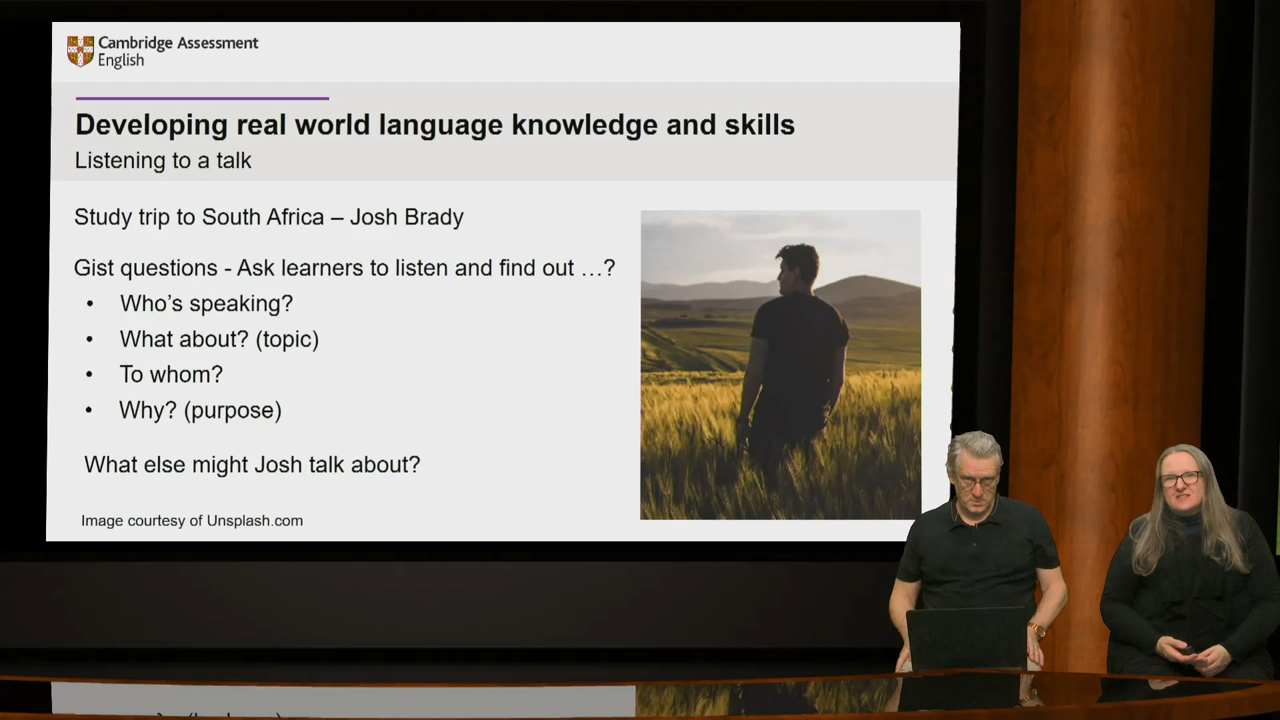 Cambridge Assessment
English
Developing real world language knowledge and skills
Listening to a talk
Study trip to South Africa – Josh Brady
Gist questions - Ask learners to listen and find out …?
• Who's speaking?
• What about? (topic)
• To whom?
• Why? (purpose)
What else might Josh talk about?
Image courtesy of Unsplash.com